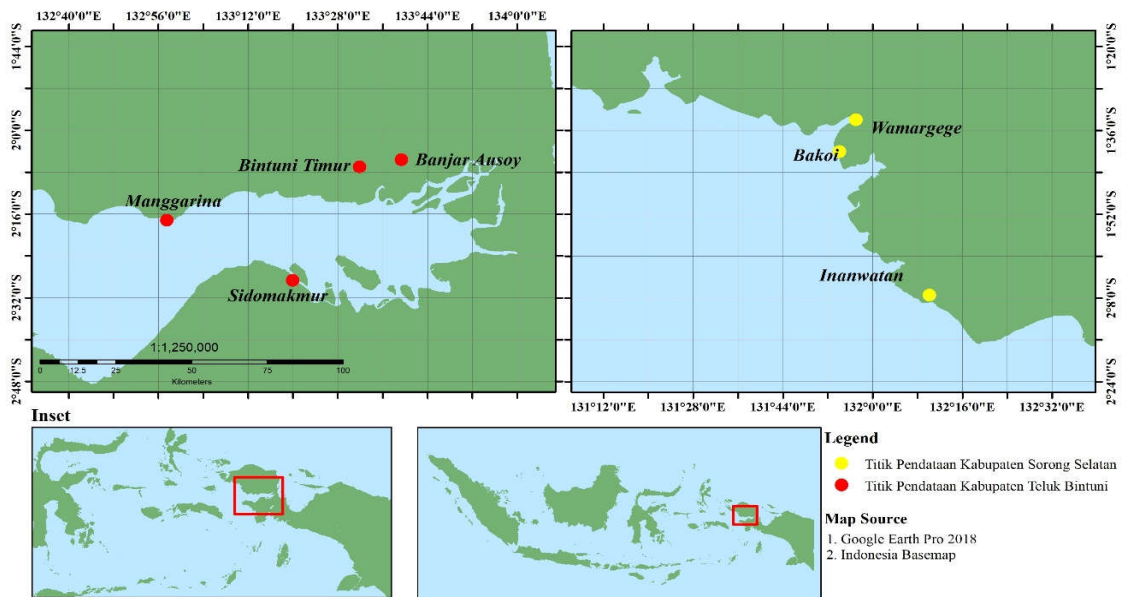 132°40'0"E 132°56'0"E 133°12'0"E 133°28'0"E 133°44'0"E 134°0'0"E
1°44'0"S
2°0'0"S
2°16'0"S
2°32'0"S
2°48'0"S
Bintuni Timur
Banjar Ausoy
Manggarina
Sidomakmur
1:1,250,000
0 12.5 25 50 75 100
Kilometers
1°20'0"S
1°36'0"S
1°52'0"S
2°8'0"S
2°24'0"S
Wamargege
Bakoi
Inanwatan
131°12'0"E 131°28'0"E 131°44'0"E 132°0'0"E 132°16'0"E 132°32'0"E
Inset
Legend
Titik Pendataan Kabupaten Sorong Selatan
Titik Pendataan Kabupaten Teluk Bintuni
Map Source
1. Google Earth Pro 2018
2. Indonesia Basemap